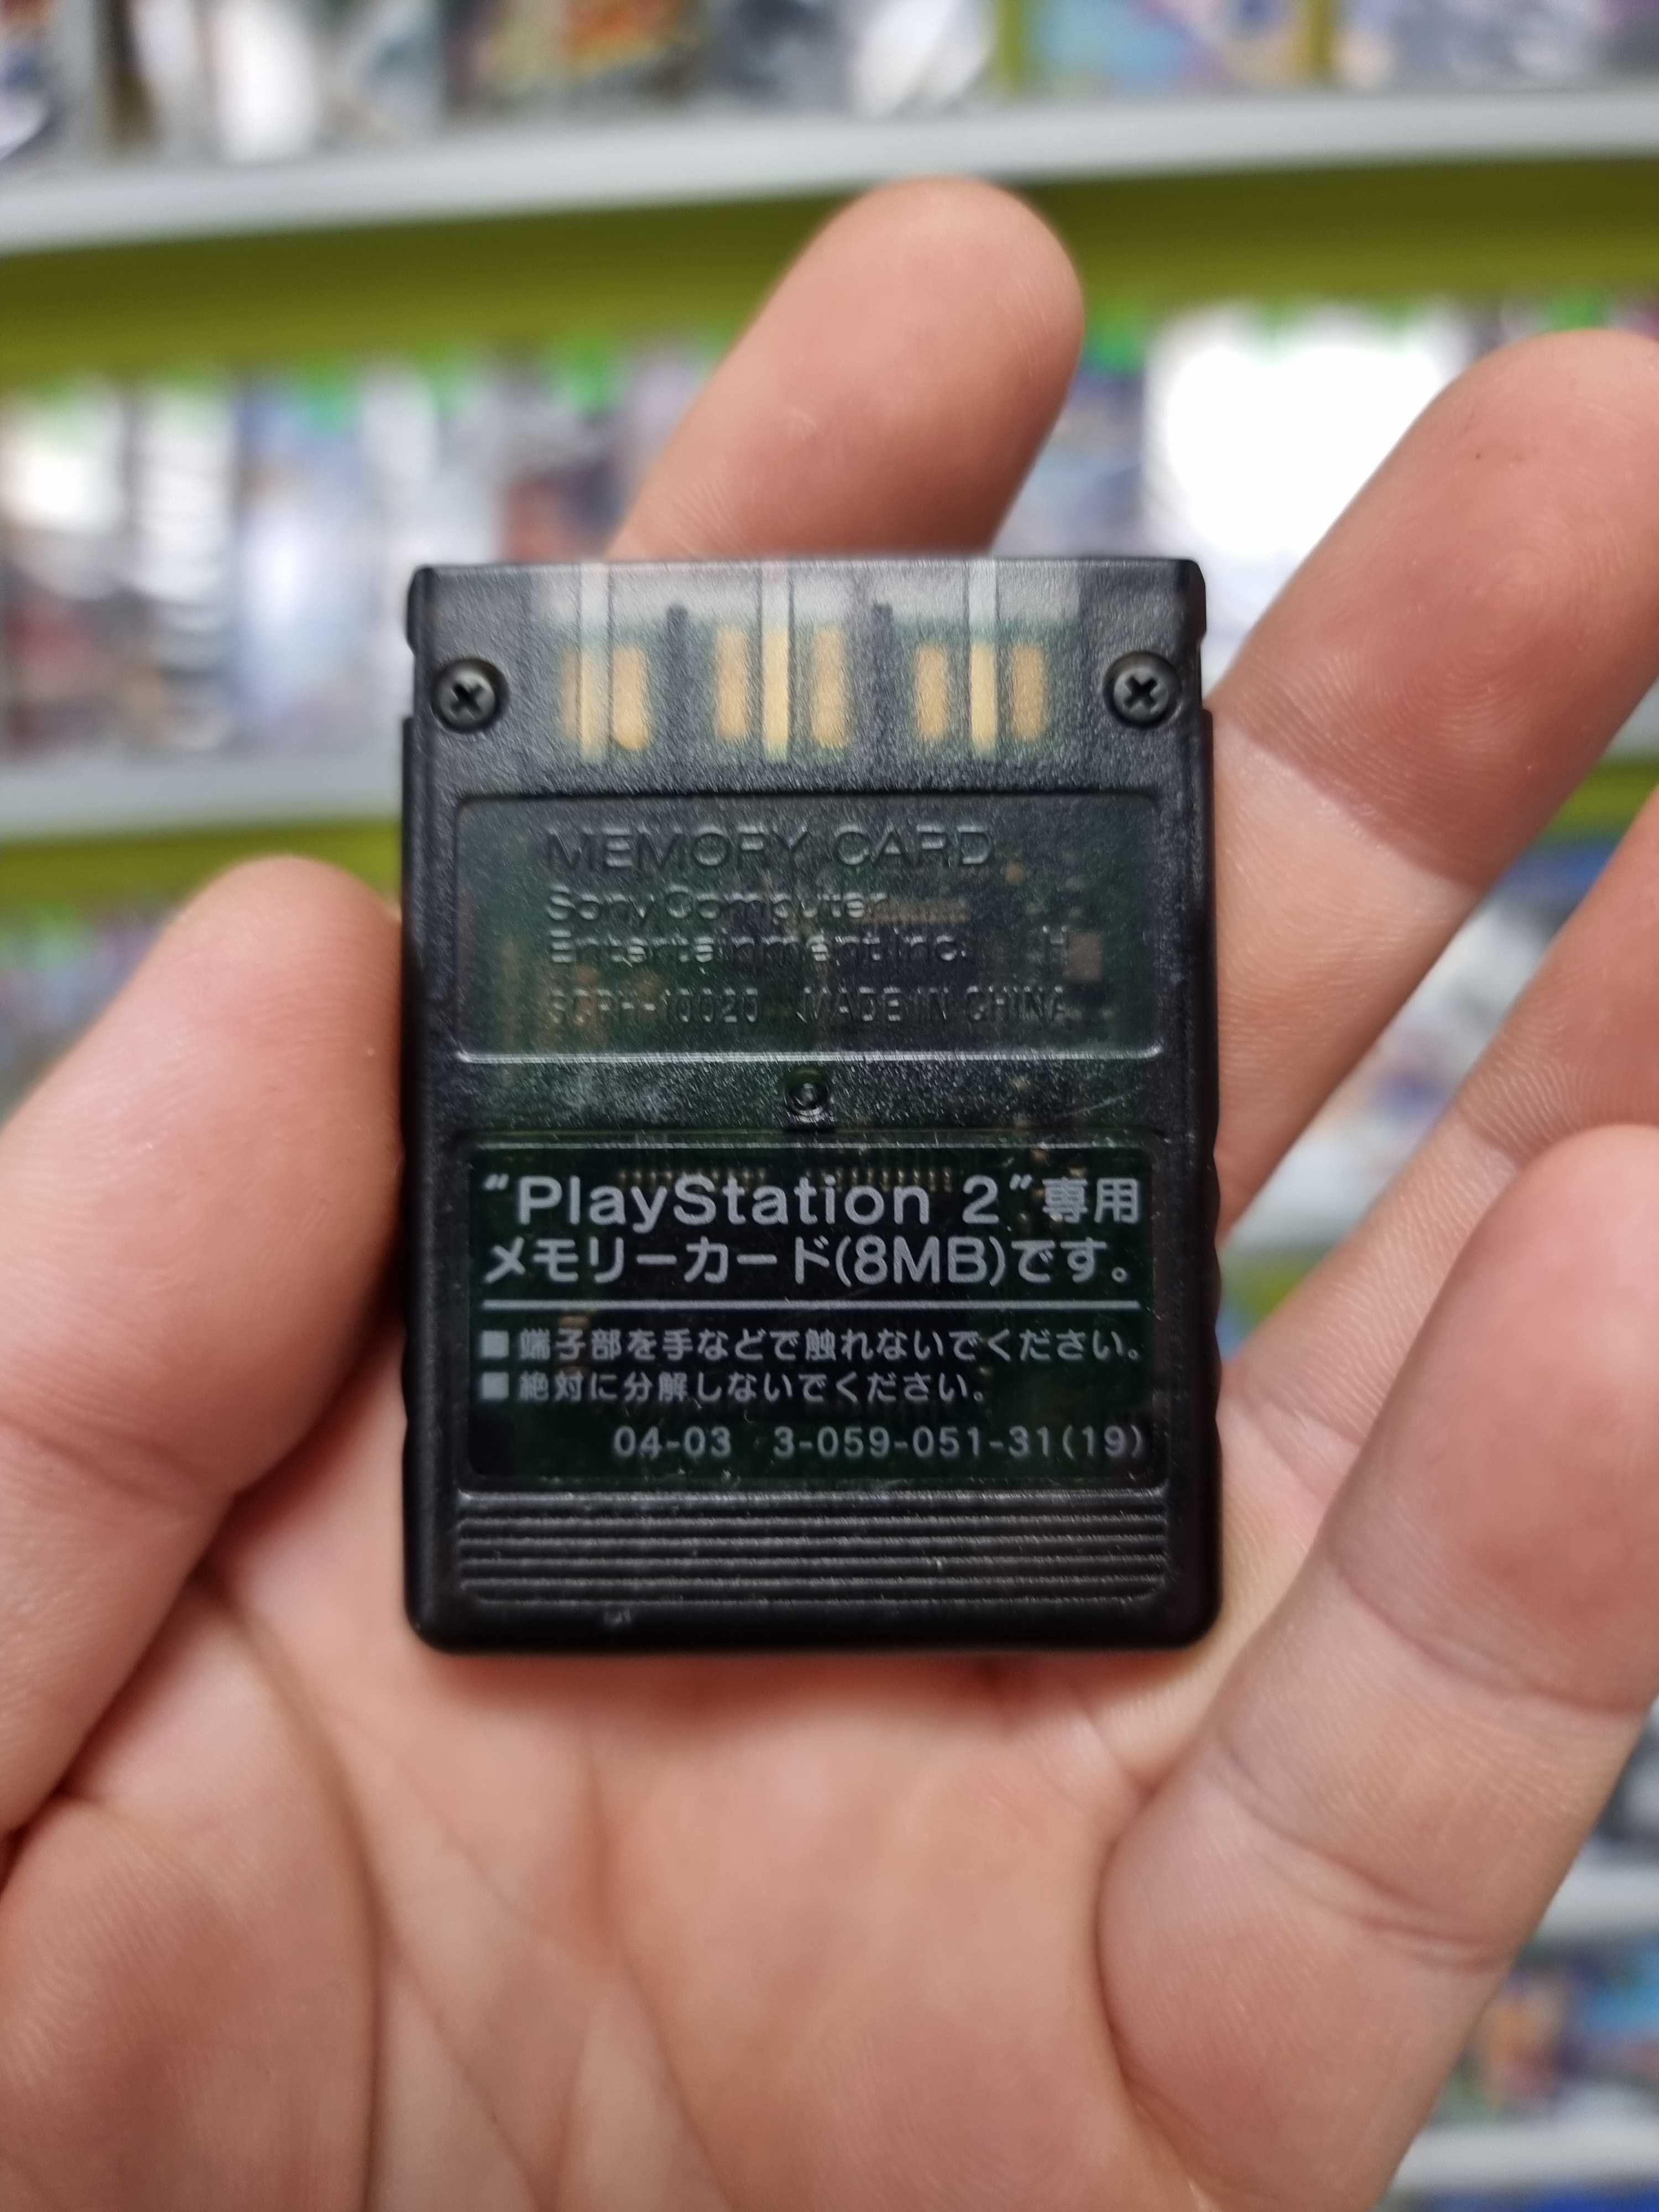 MEMORY CARD
Sony Computer
Entertainment Inc. H
SCPH-10020 MADE IN CHINA
“PlayStation 2”専用
メモリーカード(8MB)です。
■端子部を手などで触れないでください。
■絶対に分解しないでください。
04-03 3-059-051-31(19)